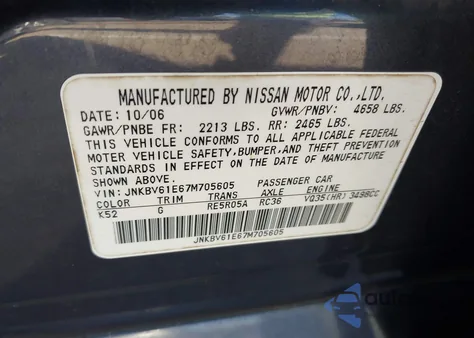 MANUFACTURED BY NISSAN MOTOR CO.,LTD.
DATE: 10/06 GVWR/PNBV: 4658 LBS.
GAWR/PNBE FR: 2213 LBS. RR: 2465 LBS.
THIS VEHICLE CONFORMS TO ALL APPLICABLE FEDERAL
MOTOR VEHICLE SAFETY, BUMPER, AND THEFT PREVENTION
STANDARDS IN EFFECT ON THE DATE OF MANUFACTURE
SHOWN ABOVE.
VIN: JNKBV61E67M705605 PASSENGER CAR
COLOR TRIM TRANS AXLE ENGINE
K52 G RE5R05A RC36 VQ35(HR) 3498CC
JNKBV61E67M705605